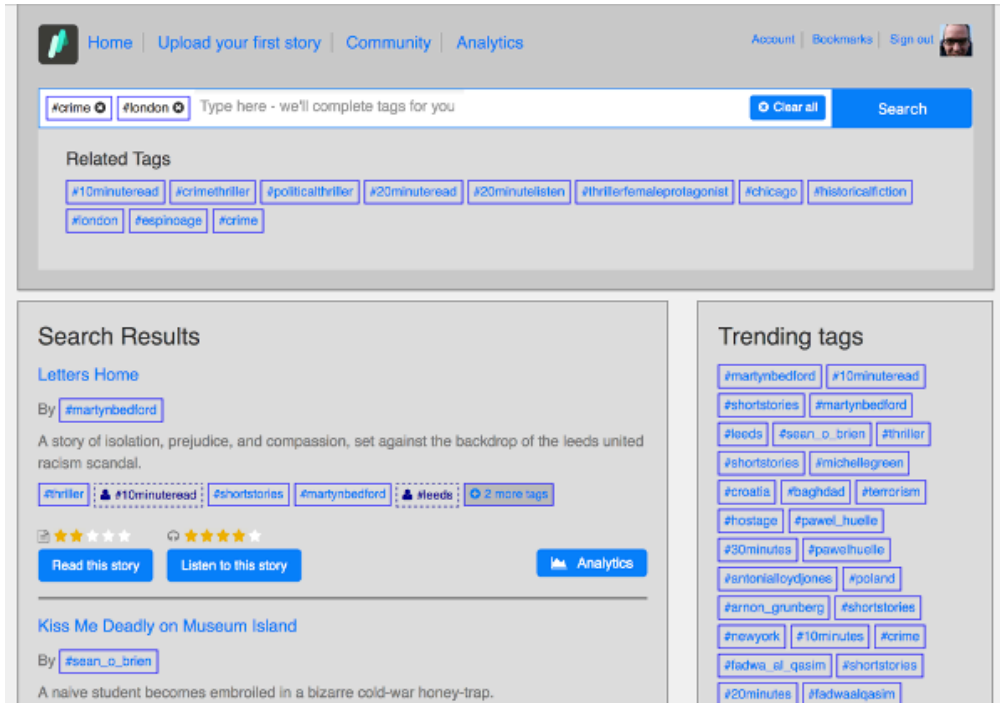 Home Upload your first story Community Analytics
Account Bookmarks Sign out
#crime #london Type here - we'll complete tags for you Clear all Search
Related Tags
#10minuteread #crimethriller #politicalthriller #20minuteread #20minutelisten #thrillerfemaleprotagonist #chicago #historicalfiction
#london #espinoage #crime
Search Results
Letters Home
By #martynbedford
A story of isolation, prejudice, and compassion, set against the backdrop of the leeds united
racism scandal.
#thriller #10minuteread #shortstories #martynbedford #leeds 2 more tags
Read this story Listen to this story Analytics
Kiss Me Deadly on Museum Island
By #sean_o_brien
A naive student becomes embroiled in a bizarre cold-war honey-trap.
Trending tags
#martynbedford #10minuteread
#shortstories #martynbedford
#leeds #sean_o_brien #thriller
#shortstories #michellegreen
#croatia #baghdad #terrorism
#hostage #pawel_huelle
#30minutes #pawelhuelle
#antonialloydjones #poland
#arnon_grunberg #shortstories
#newyork #10minutes #crime
#fadwa_al_qasim #shortstories
#20minutes #fadwaalqasim